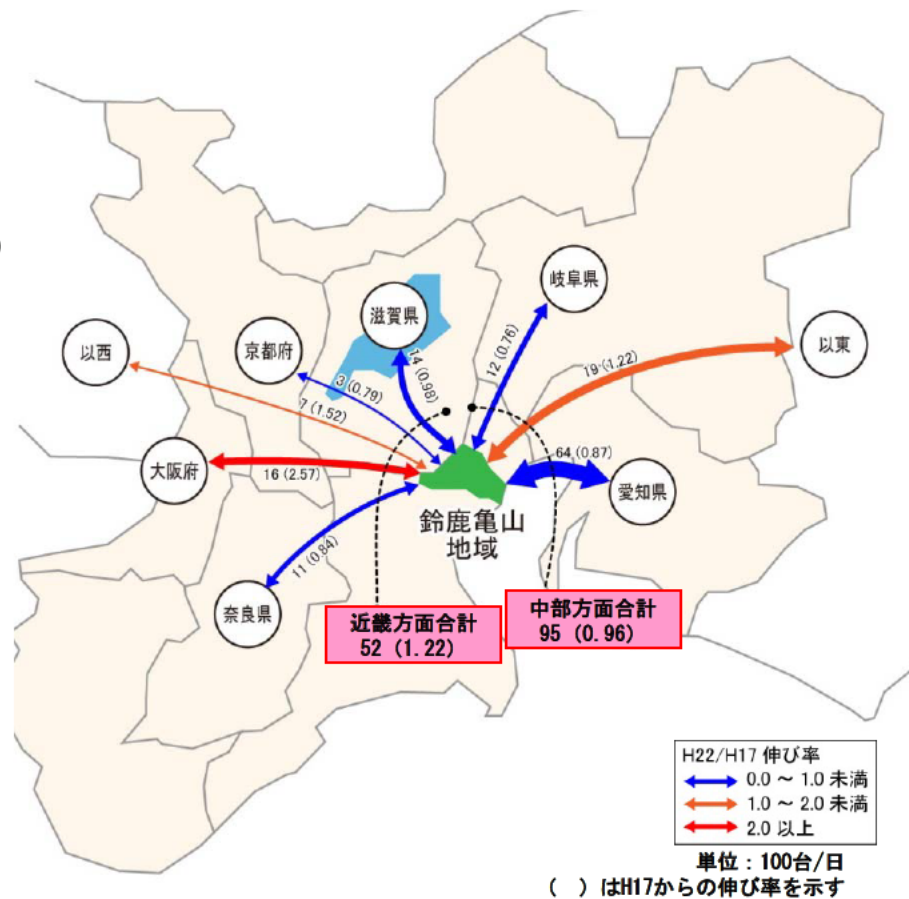 岐阜県
滋賀県
以西
京都府
以東
12 (0.76)
14 (0.98)
19 (1.22)
3 (0.79)
7 (1.52)
64 (0.87)
大阪府
16 (2.57)
愛知県
鈴鹿亀山
地域
11 (0.84)
奈良県
近畿方面合計
52 (1.22)
中部方面合計
95 (0.96)
H22/H17 伸び率
0.0 ～ 1.0 未満
1.0 ～ 2.0 未満
2.0 以上
単位：100台/日
(　) はH17からの伸び率を示す